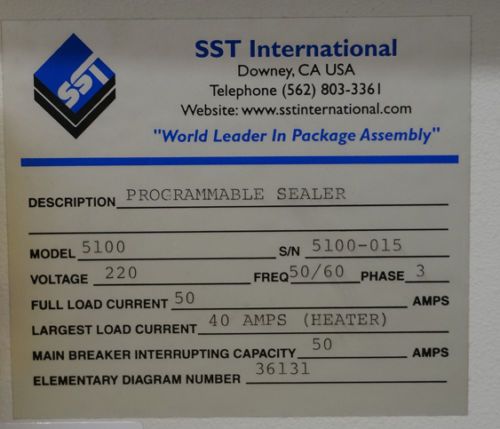 SST
SST International
Downey, CA USA
Telephone (562) 803-3361
Website: www.sstinternational.com
"World Leader In Package Assembly"
DESCRIPTION PROGRAMMABLE SEALER
MODEL 5100 S/N 5100-015
VOLTAGE 220 FREQ 50/60 PHASE 3
FULL LOAD CURRENT 50 AMPS
LARGEST LOAD CURRENT 40 AMPS (HEATER)
MAIN BREAKER INTERRUPTING CAPACITY 50 AMPS
ELEMENTARY DIAGRAM NUMBER 36131